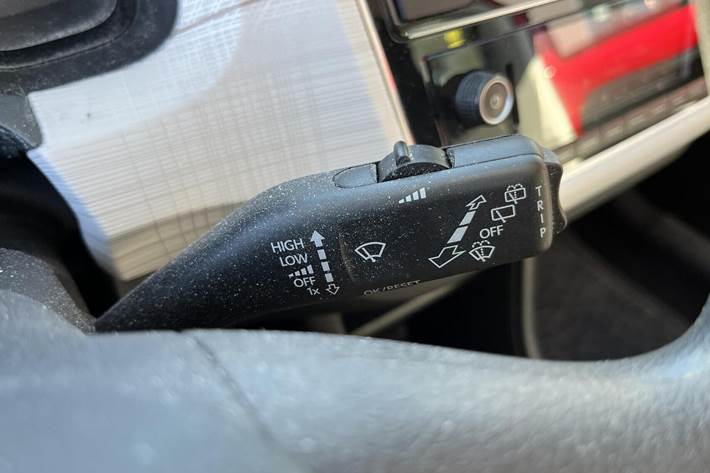 HIGH
LOW
OFF
1x
OK/RESET
OFF
TRIP